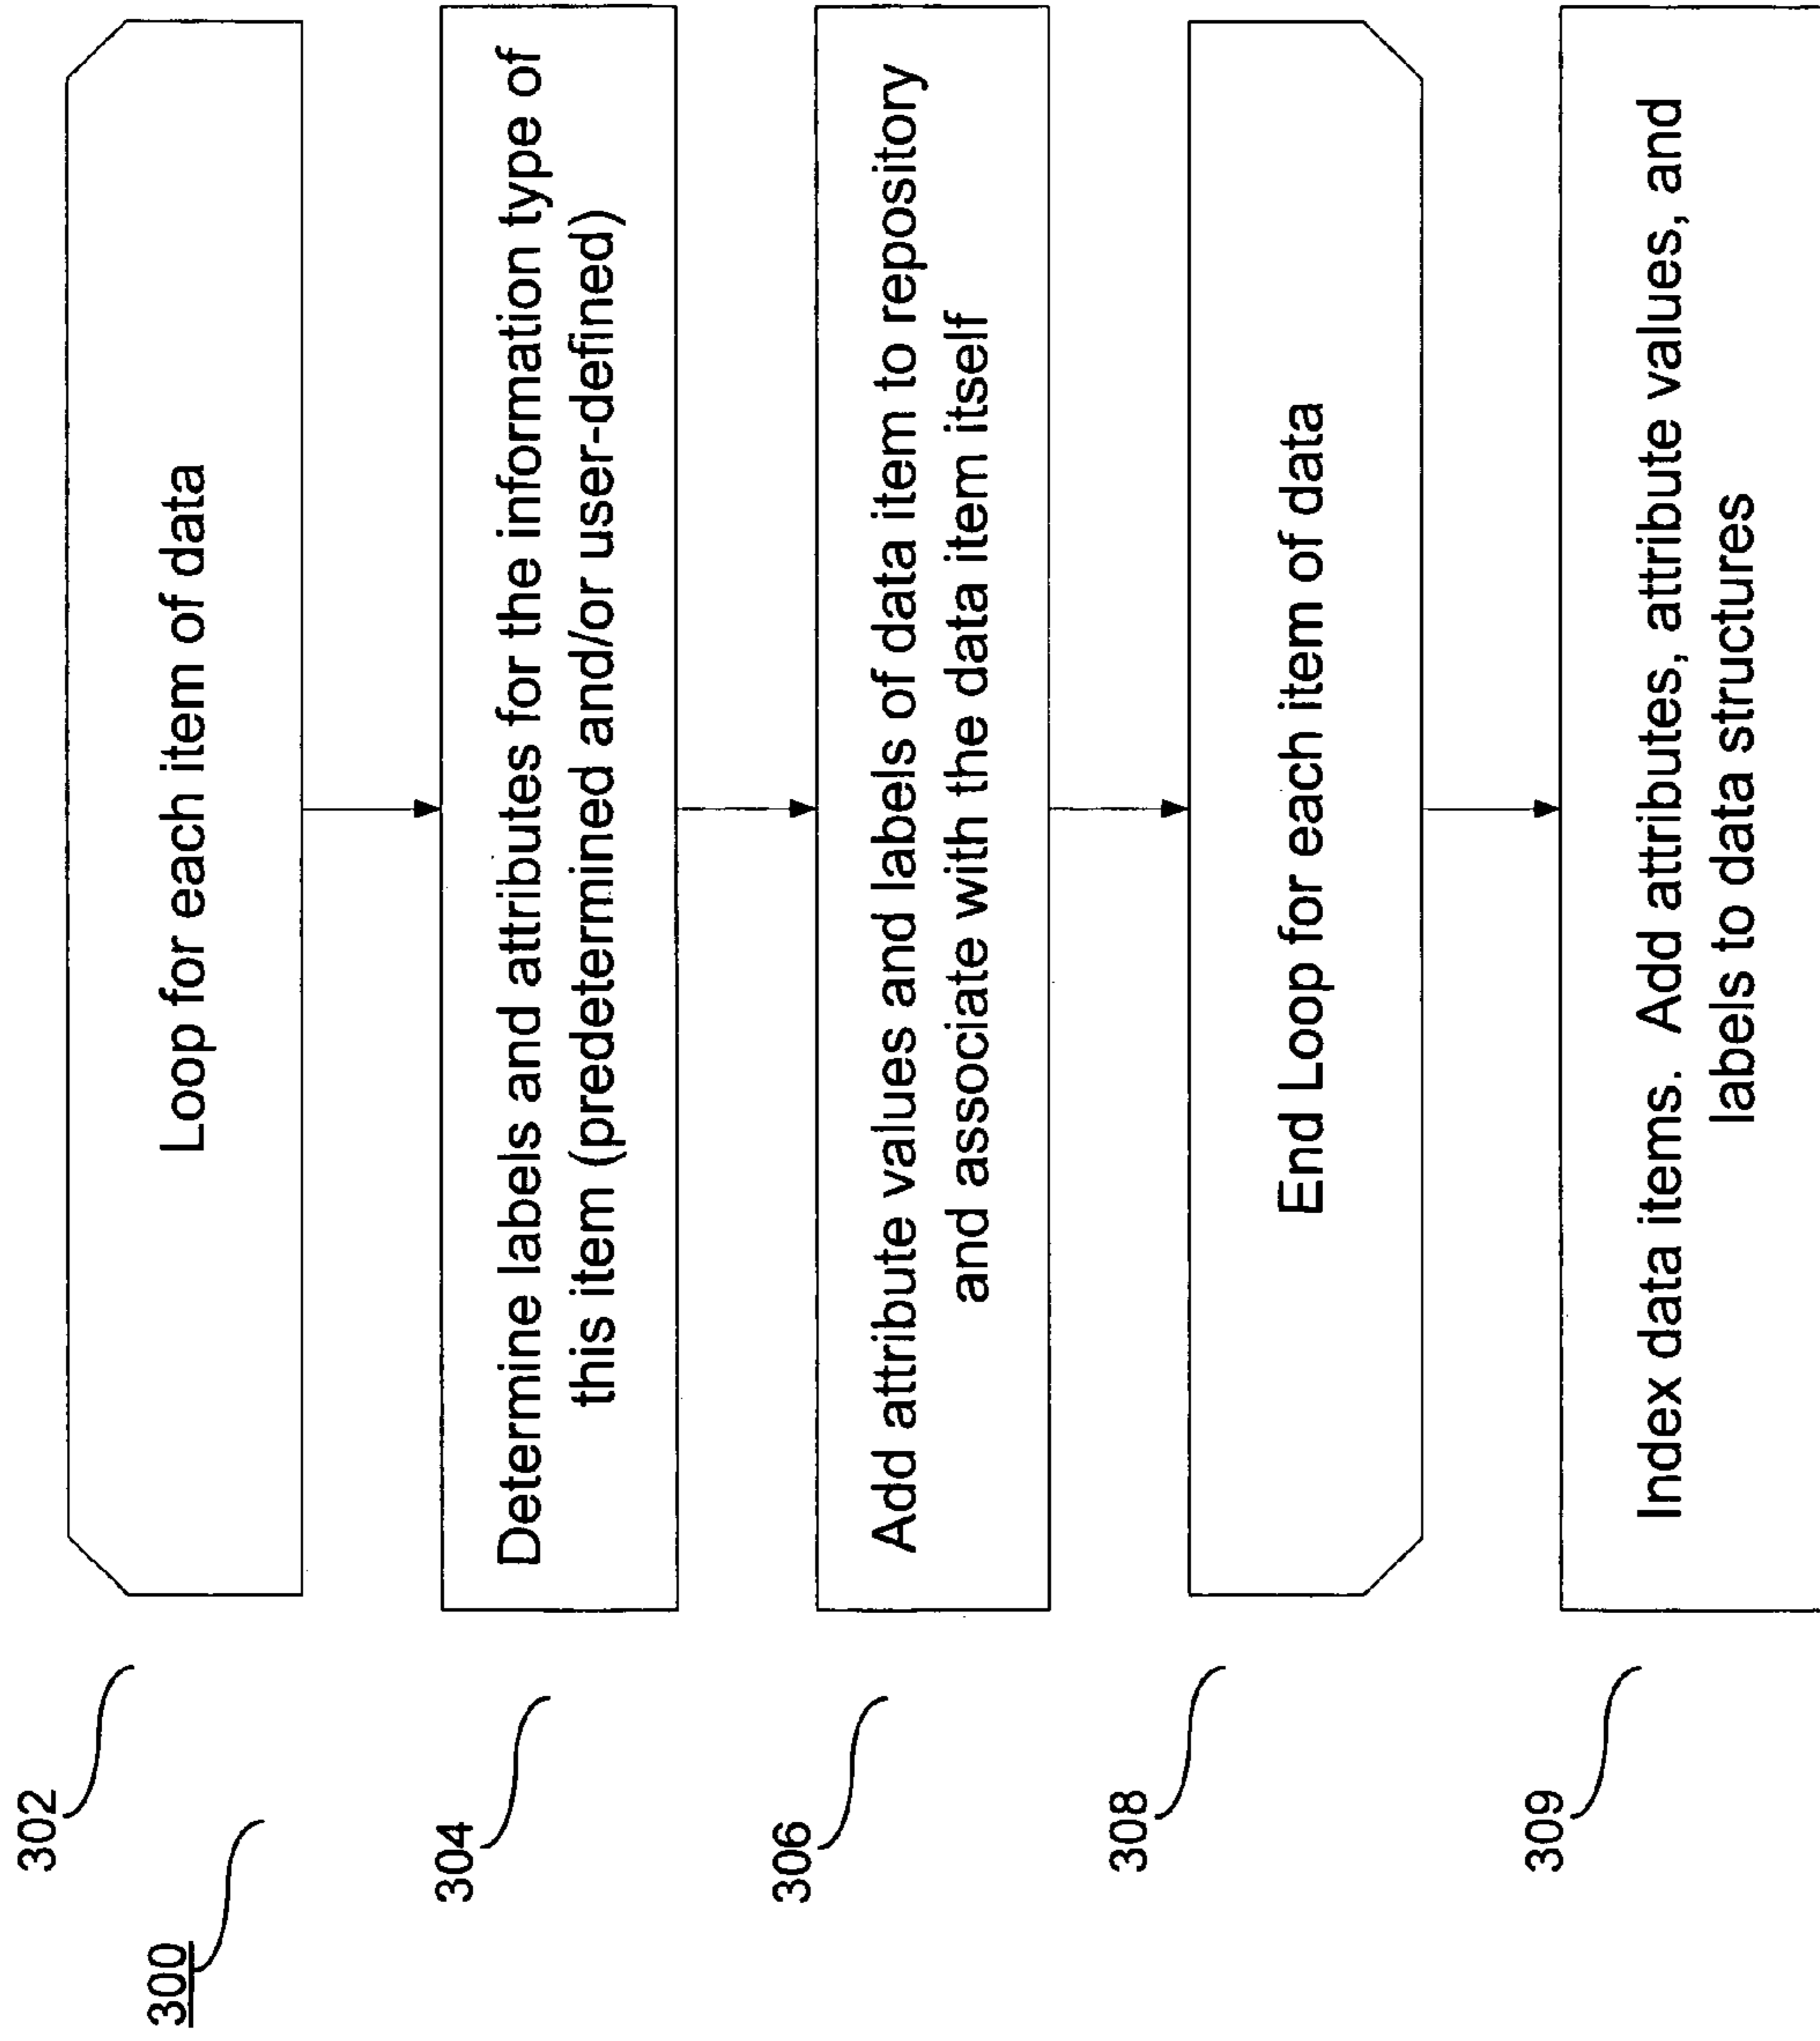 302
300
Loop for each item of data
304
Determine labels and attributes for the information type of
this item (predetermined and/or user-defined)
306
Add attribute values and labels of data item to repository
and associate with the data item itself
308
End Loop for each item of data
309
Index data items. Add attributes, attribute values, and
labels to data structures